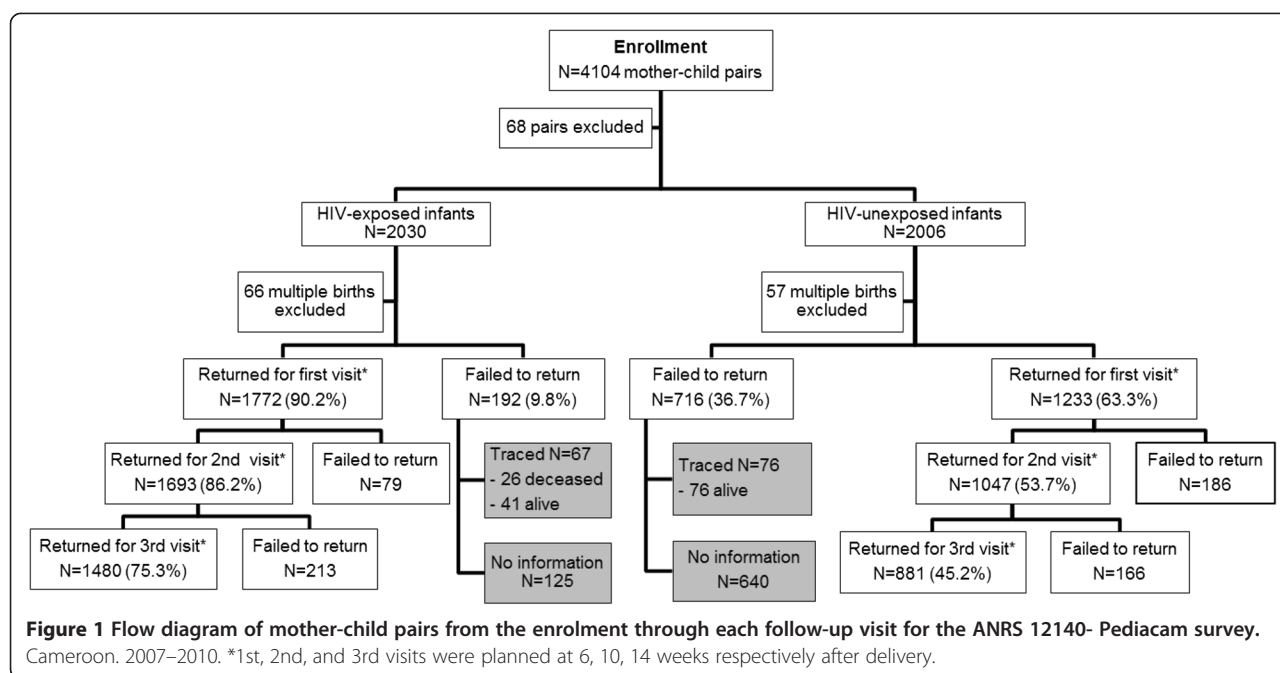 Enrollment
N=4104 mother-child pairs
68 pairs excluded
HIV-exposed infants
N=2030
HIV-unexposed infants
N=2006
66 multiple births
excluded
57 multiple births
excluded
Returned for first visit*
N=1772 (90.2%)
Failed to return
N=192 (9.8%)
Failed to return
N=716 (36.7%)
Returned for first visit*
N=1233 (63.3%)
Returned for 2nd visit*
N=1693 (86.2%)
Failed to return
N=79
Traced N=67
- 26 deceased
- 41 alive
Traced N=76
- 76 alive
Returned for 2nd visit*
N=1047 (53.7%)
Failed to return
N=186
Returned for 3rd visit*
N=1480 (75.3%)
Failed to return
N=213
No information
N=125
No information
N=640
Returned for 3rd visit*
N=881 (45.2%)
Failed to return
N=166
Figure 1 Flow diagram of mother-child pairs from the enrolment through each follow-up visit for the ANRS 12140- Pediacam survey.
Cameroon. 2007–2010. *1st, 2nd, and 3rd visits were planned at 6, 10, 14 weeks respectively after delivery.